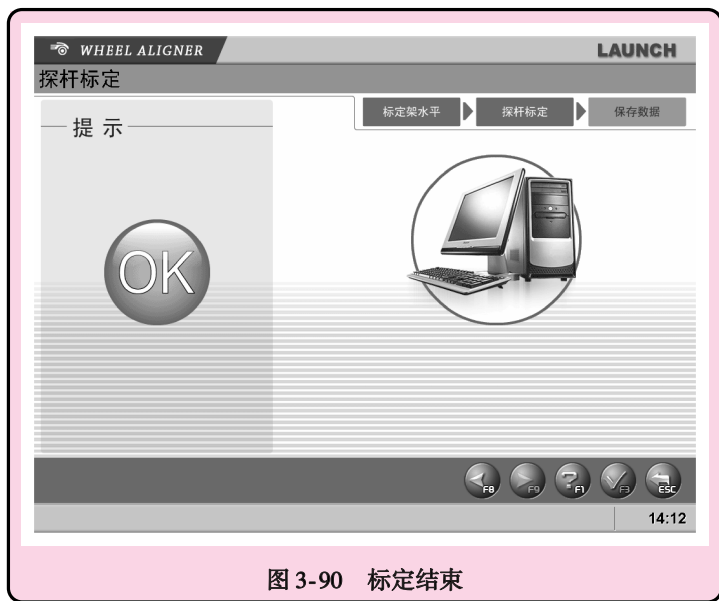 WHEEL ALIGNER
LAUNCH
探杆标定
提示
标定架水平
探杆标定
保存数据
OK
F8
F9
F1
F3
ESC
14:12
图 3-90 标定结束